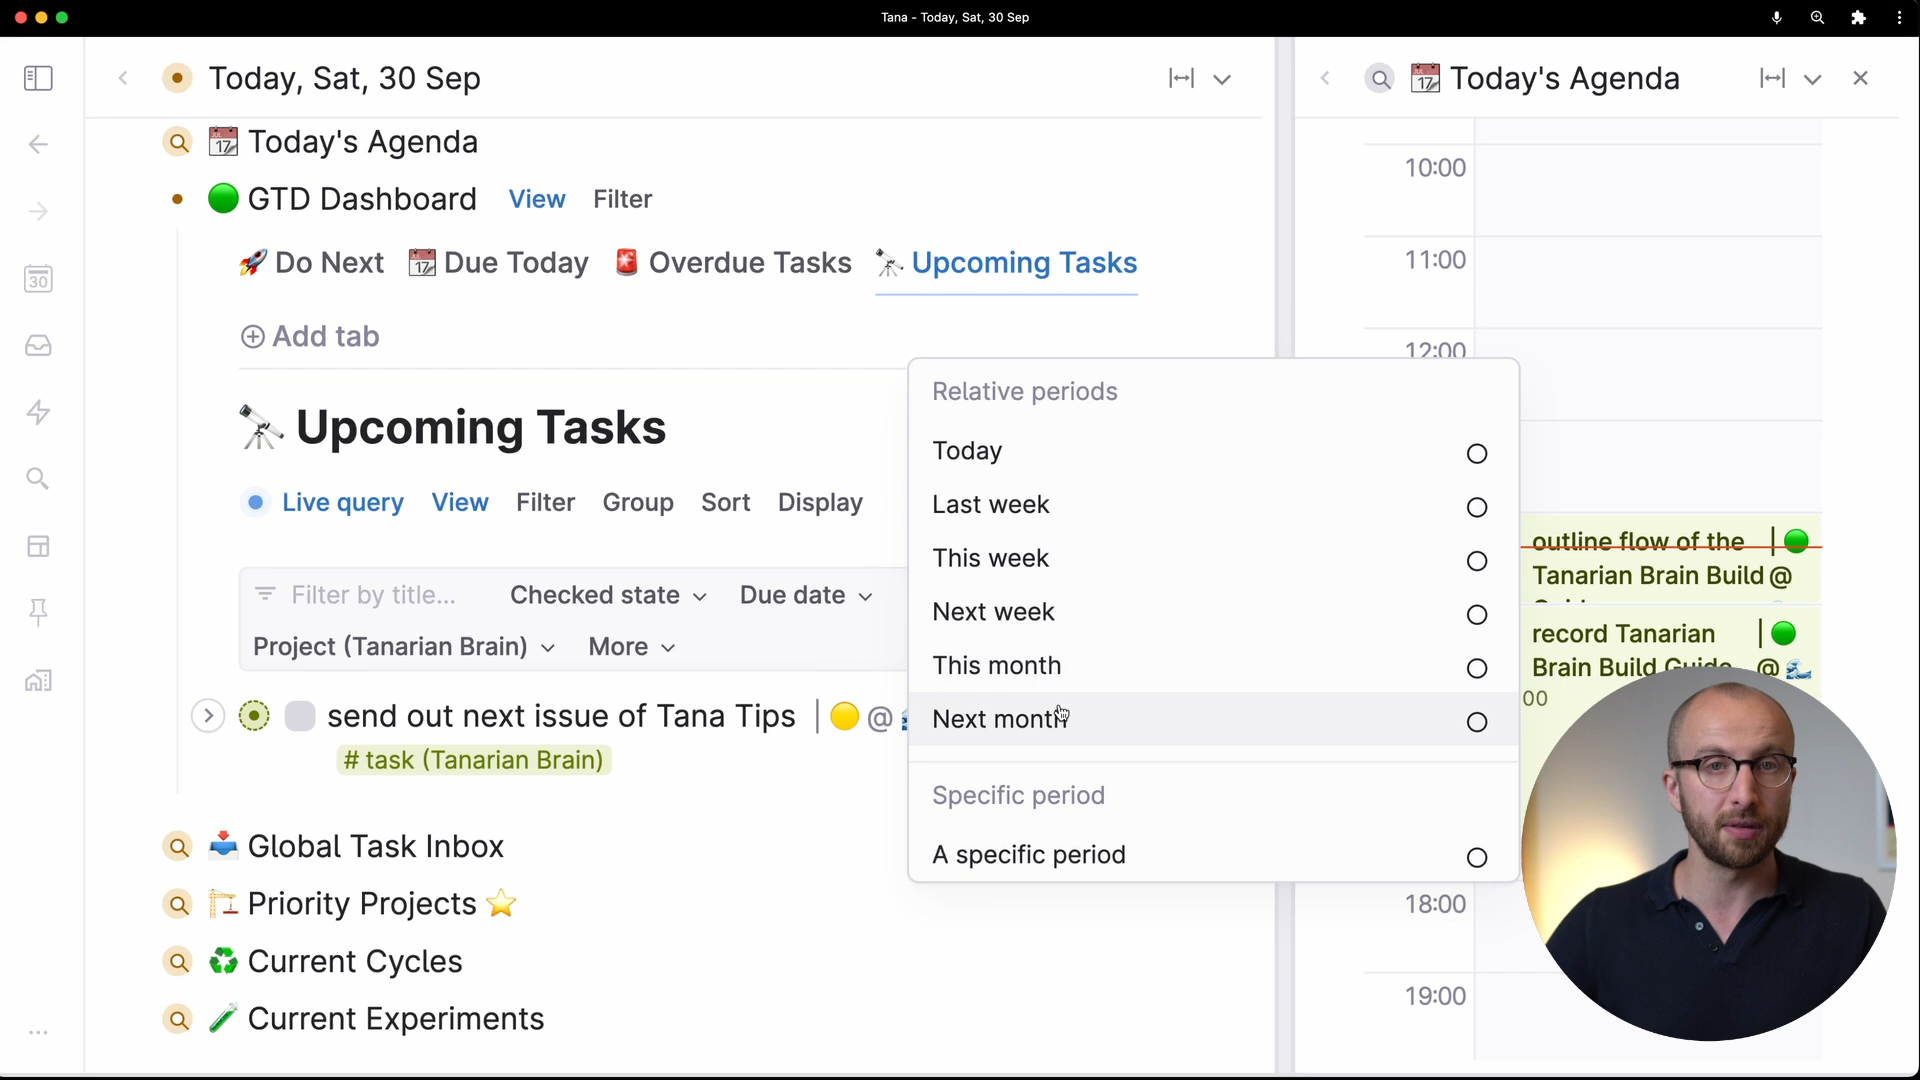 Tana - Today, Sat, 30 Sep
Today, Sat, 30 Sep
Today's Agenda
GTD Dashboard View Filter
Do Next Due Today Overdue Tasks Upcoming Tasks
Add tab
Upcoming Tasks
Live query View Filter Group Sort Display
Filter by title... Checked state Due date
Project (Tanarian Brain) More
send out next issue of Tana Tips | @
# task (Tanarian Brain)
Global Task Inbox
Priority Projects
Current Cycles
Current Experiments
30
Relative periods
Today
Last week
This week
Next week
This month
Next month
Specific period
A specific period
Today's Agenda
10:00
11:00
12:00
outline flow of the |
Tanarian Brain Build @
record Tanarian |
Brain Build Guide @
00
18:00
19:00